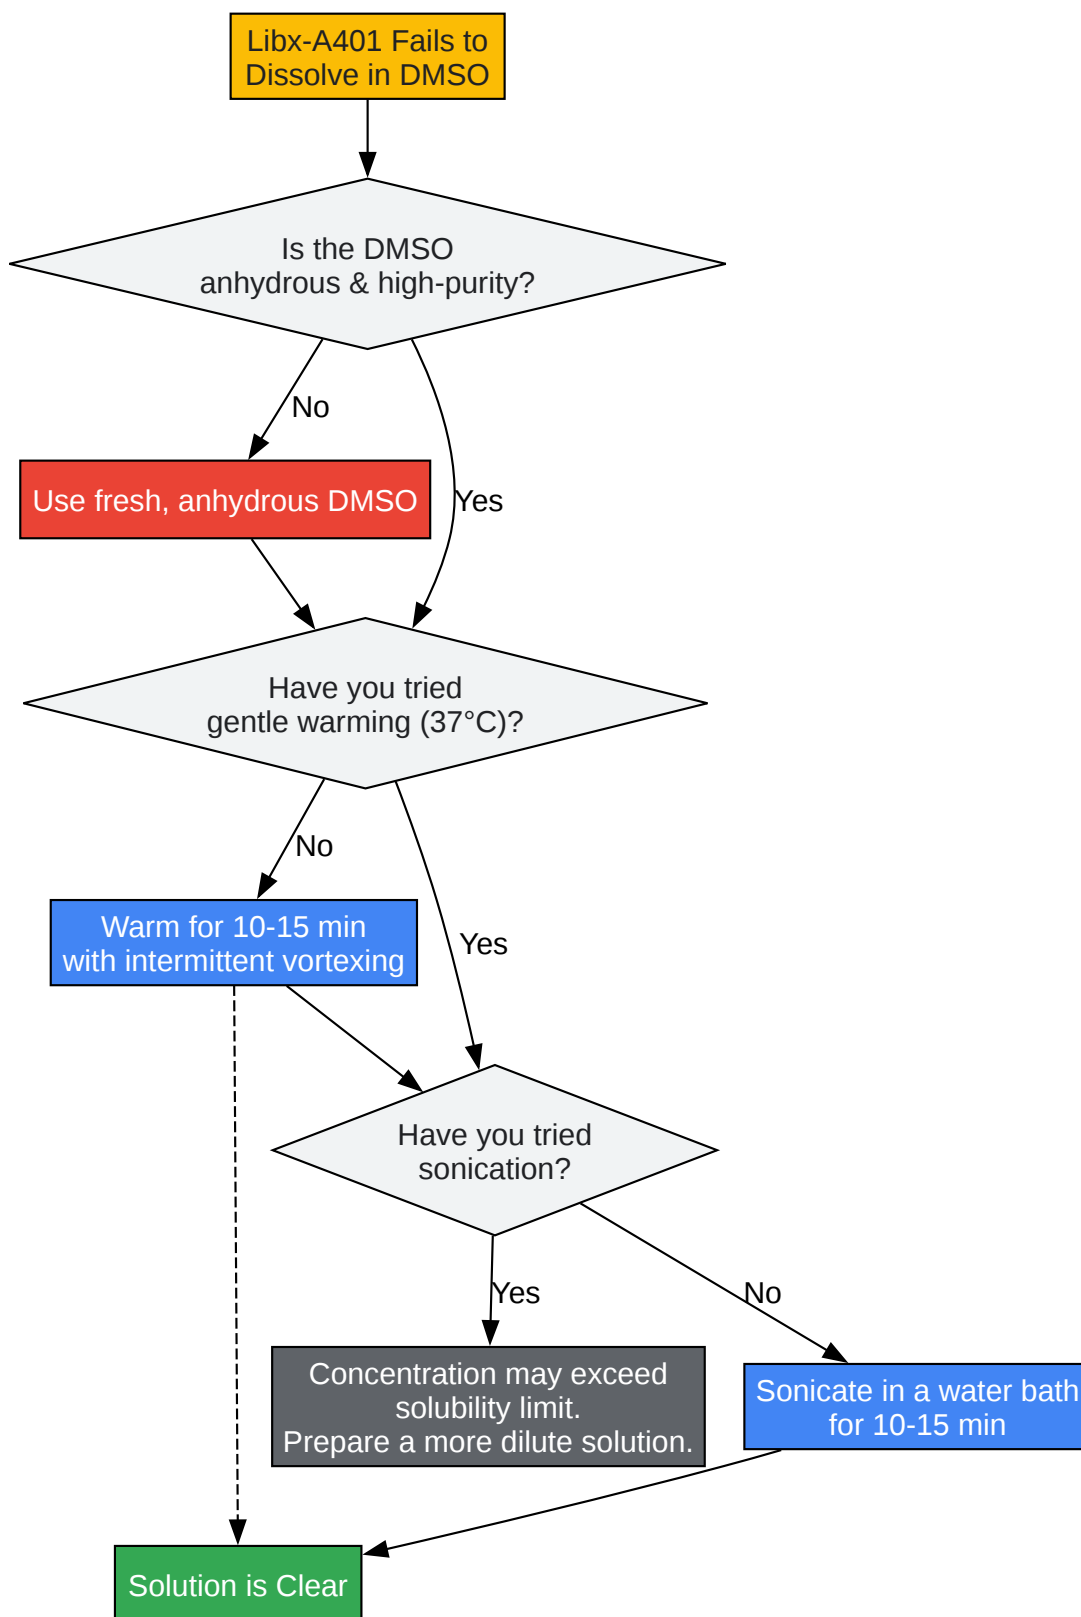 Libx-A401 Fails to
Dissolve in DMSO
Is the DMSO
anhydrous & high-purity?
No
Use fresh, anhydrous DMSO
Yes
Have you tried
gentle warming (37°C)?
No
Warm for 10-15 min
with intermittent vortexing
Yes
Have you tried
sonication?
Yes
No
Concentration may exceed
solubility limit.
Prepare a more dilute solution.
Sonicate in a water bath
for 10-15 min
Solution is Clear